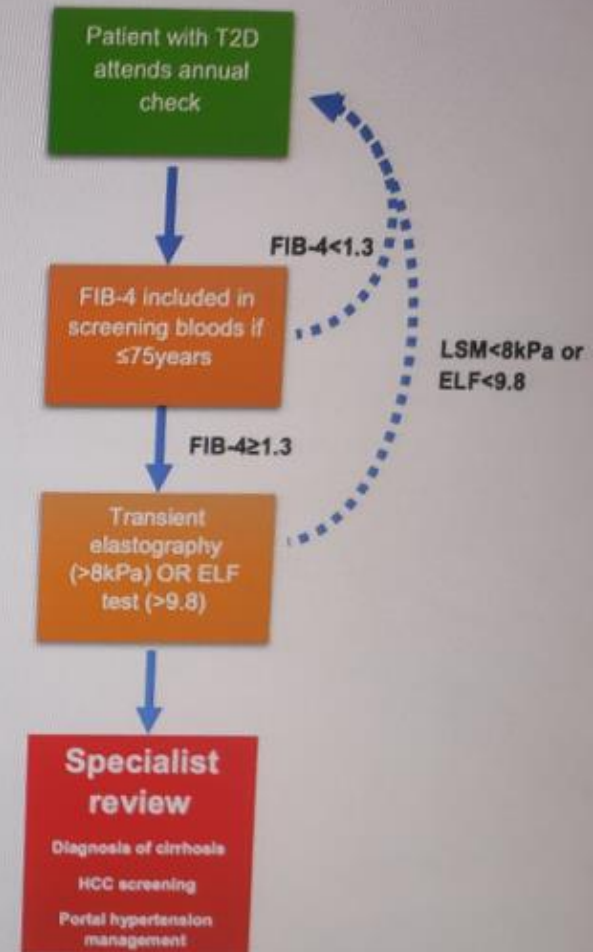 Patient with T2D
attends annual
check
FIB-4<1.3
FIB-4 included in
screening bloods if
≤75years
LSM<8kPa or
ELF<9.8
FIB-4≥1.3
Transient
elastography
(>8kPa) OR ELF
test (>9.8)
Specialist
review
Diagnosis of cirrhosis
HCC screening
Portal hypertension
management